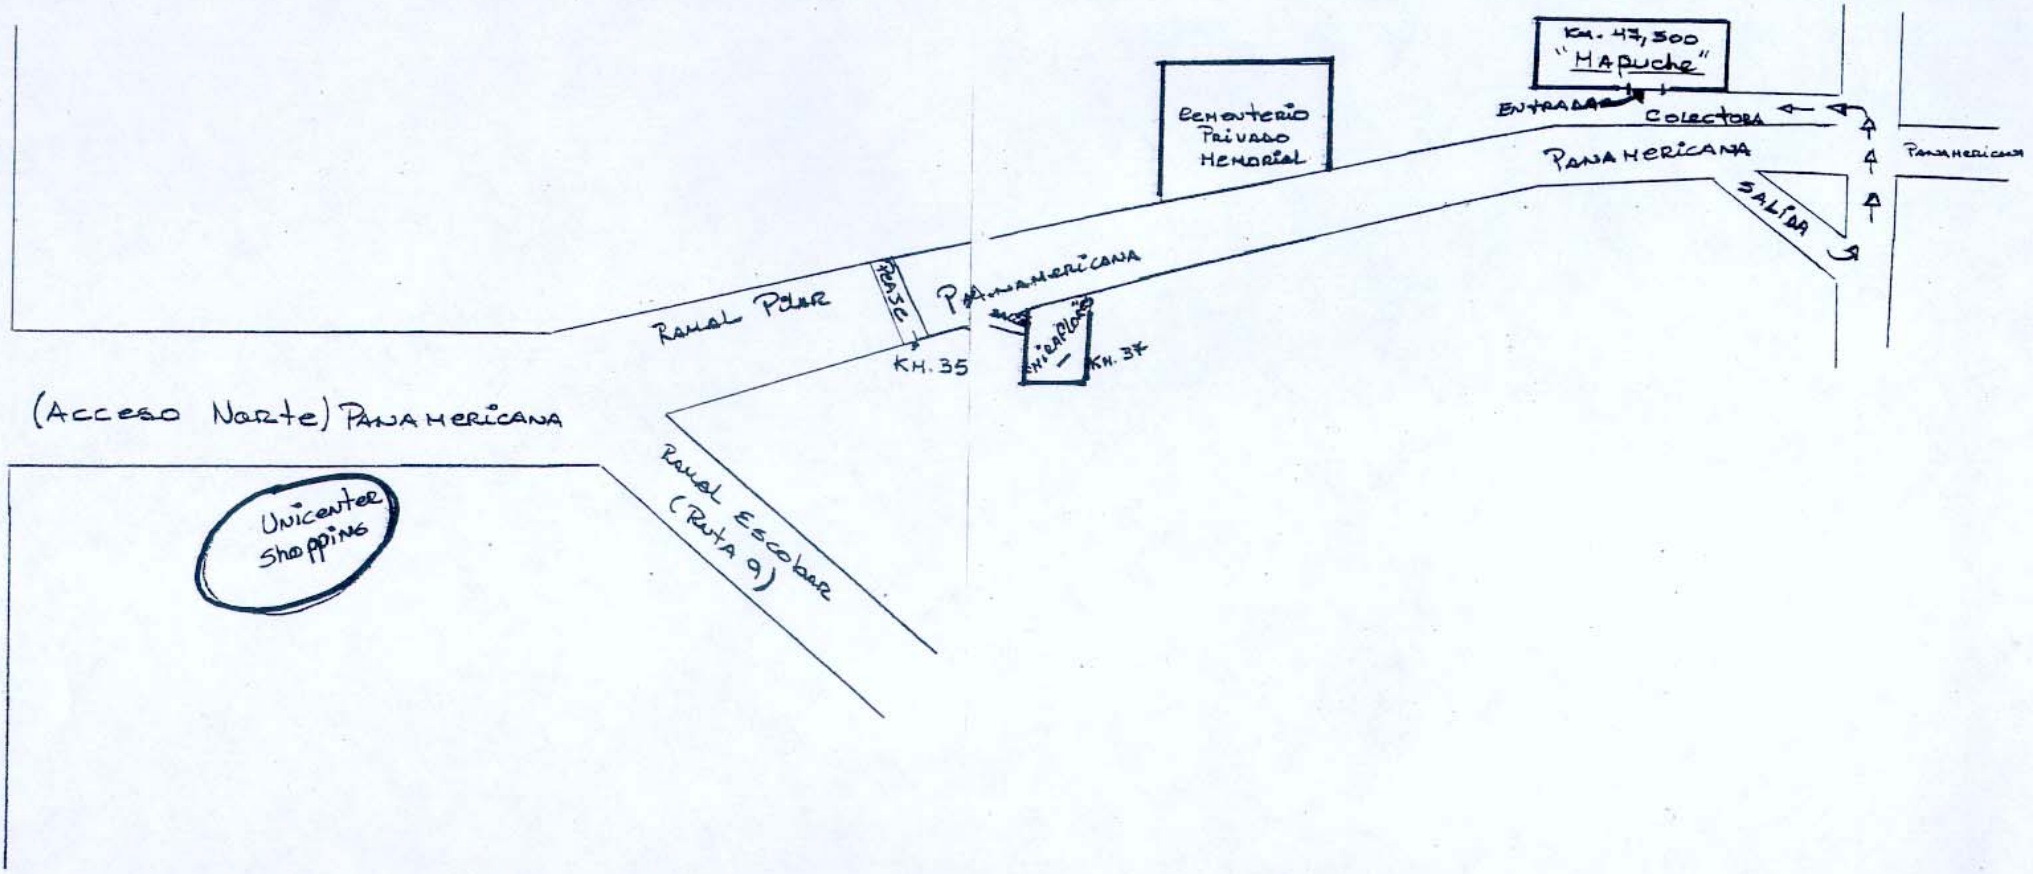 Km. 47,500
"MApuche"
ENTRADA
COLECTORA
PANAMERICANA
PANAMERICANA
SALIDA
CEMENTERIO
PRIVADO
MEMORIAL
RAMAL PILAR
PEAJE
PANAMERICANA
KM. 35
MIRAFLORES
KM. 37
(Acceso Norte) PANAMERICANA
Unicenter
Shopping
RAMAL ESCOBAR
(RUTA 9)